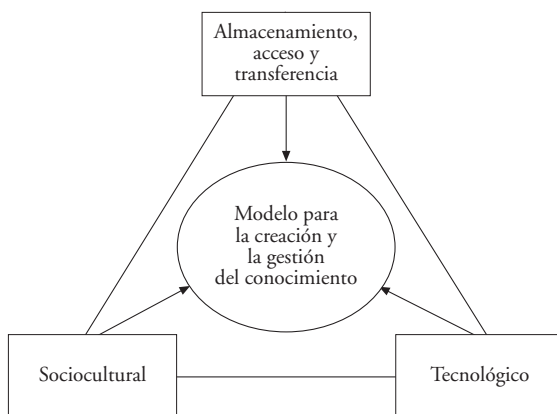 Almacenamiento,
acceso y
transferencia
Modelo para
la creación y
la gestión
del conocimiento
Sociocultural
Tecnológico